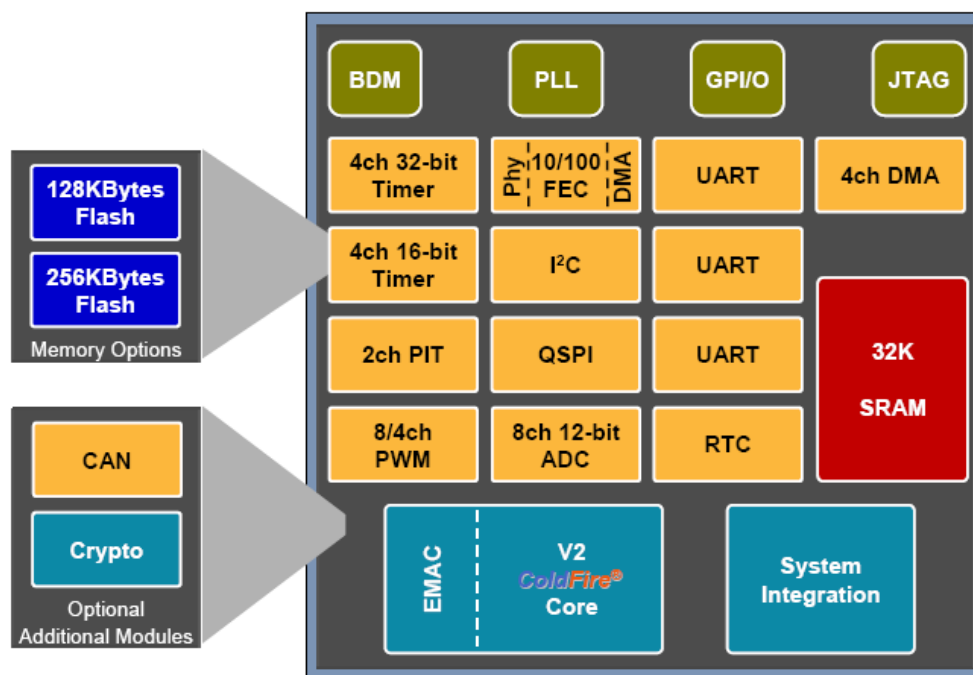 BDM
PLL
GPI/O
JTAG
4ch 32-bit
Timer
Phy
10/100
FEC
DMA
UART
4ch DMA
128KBytes
Flash
256KBytes
Flash
Memory Options
4ch 16-bit
Timer
I²C
UART
2ch PIT
QSPI
UART
32K
SRAM
8/4ch
PWM
8ch 12-bit
ADC
RTC
CAN
Crypto
Optional
Additional Modules
EMAC
V2
ColdFire®
Core
System
Integration